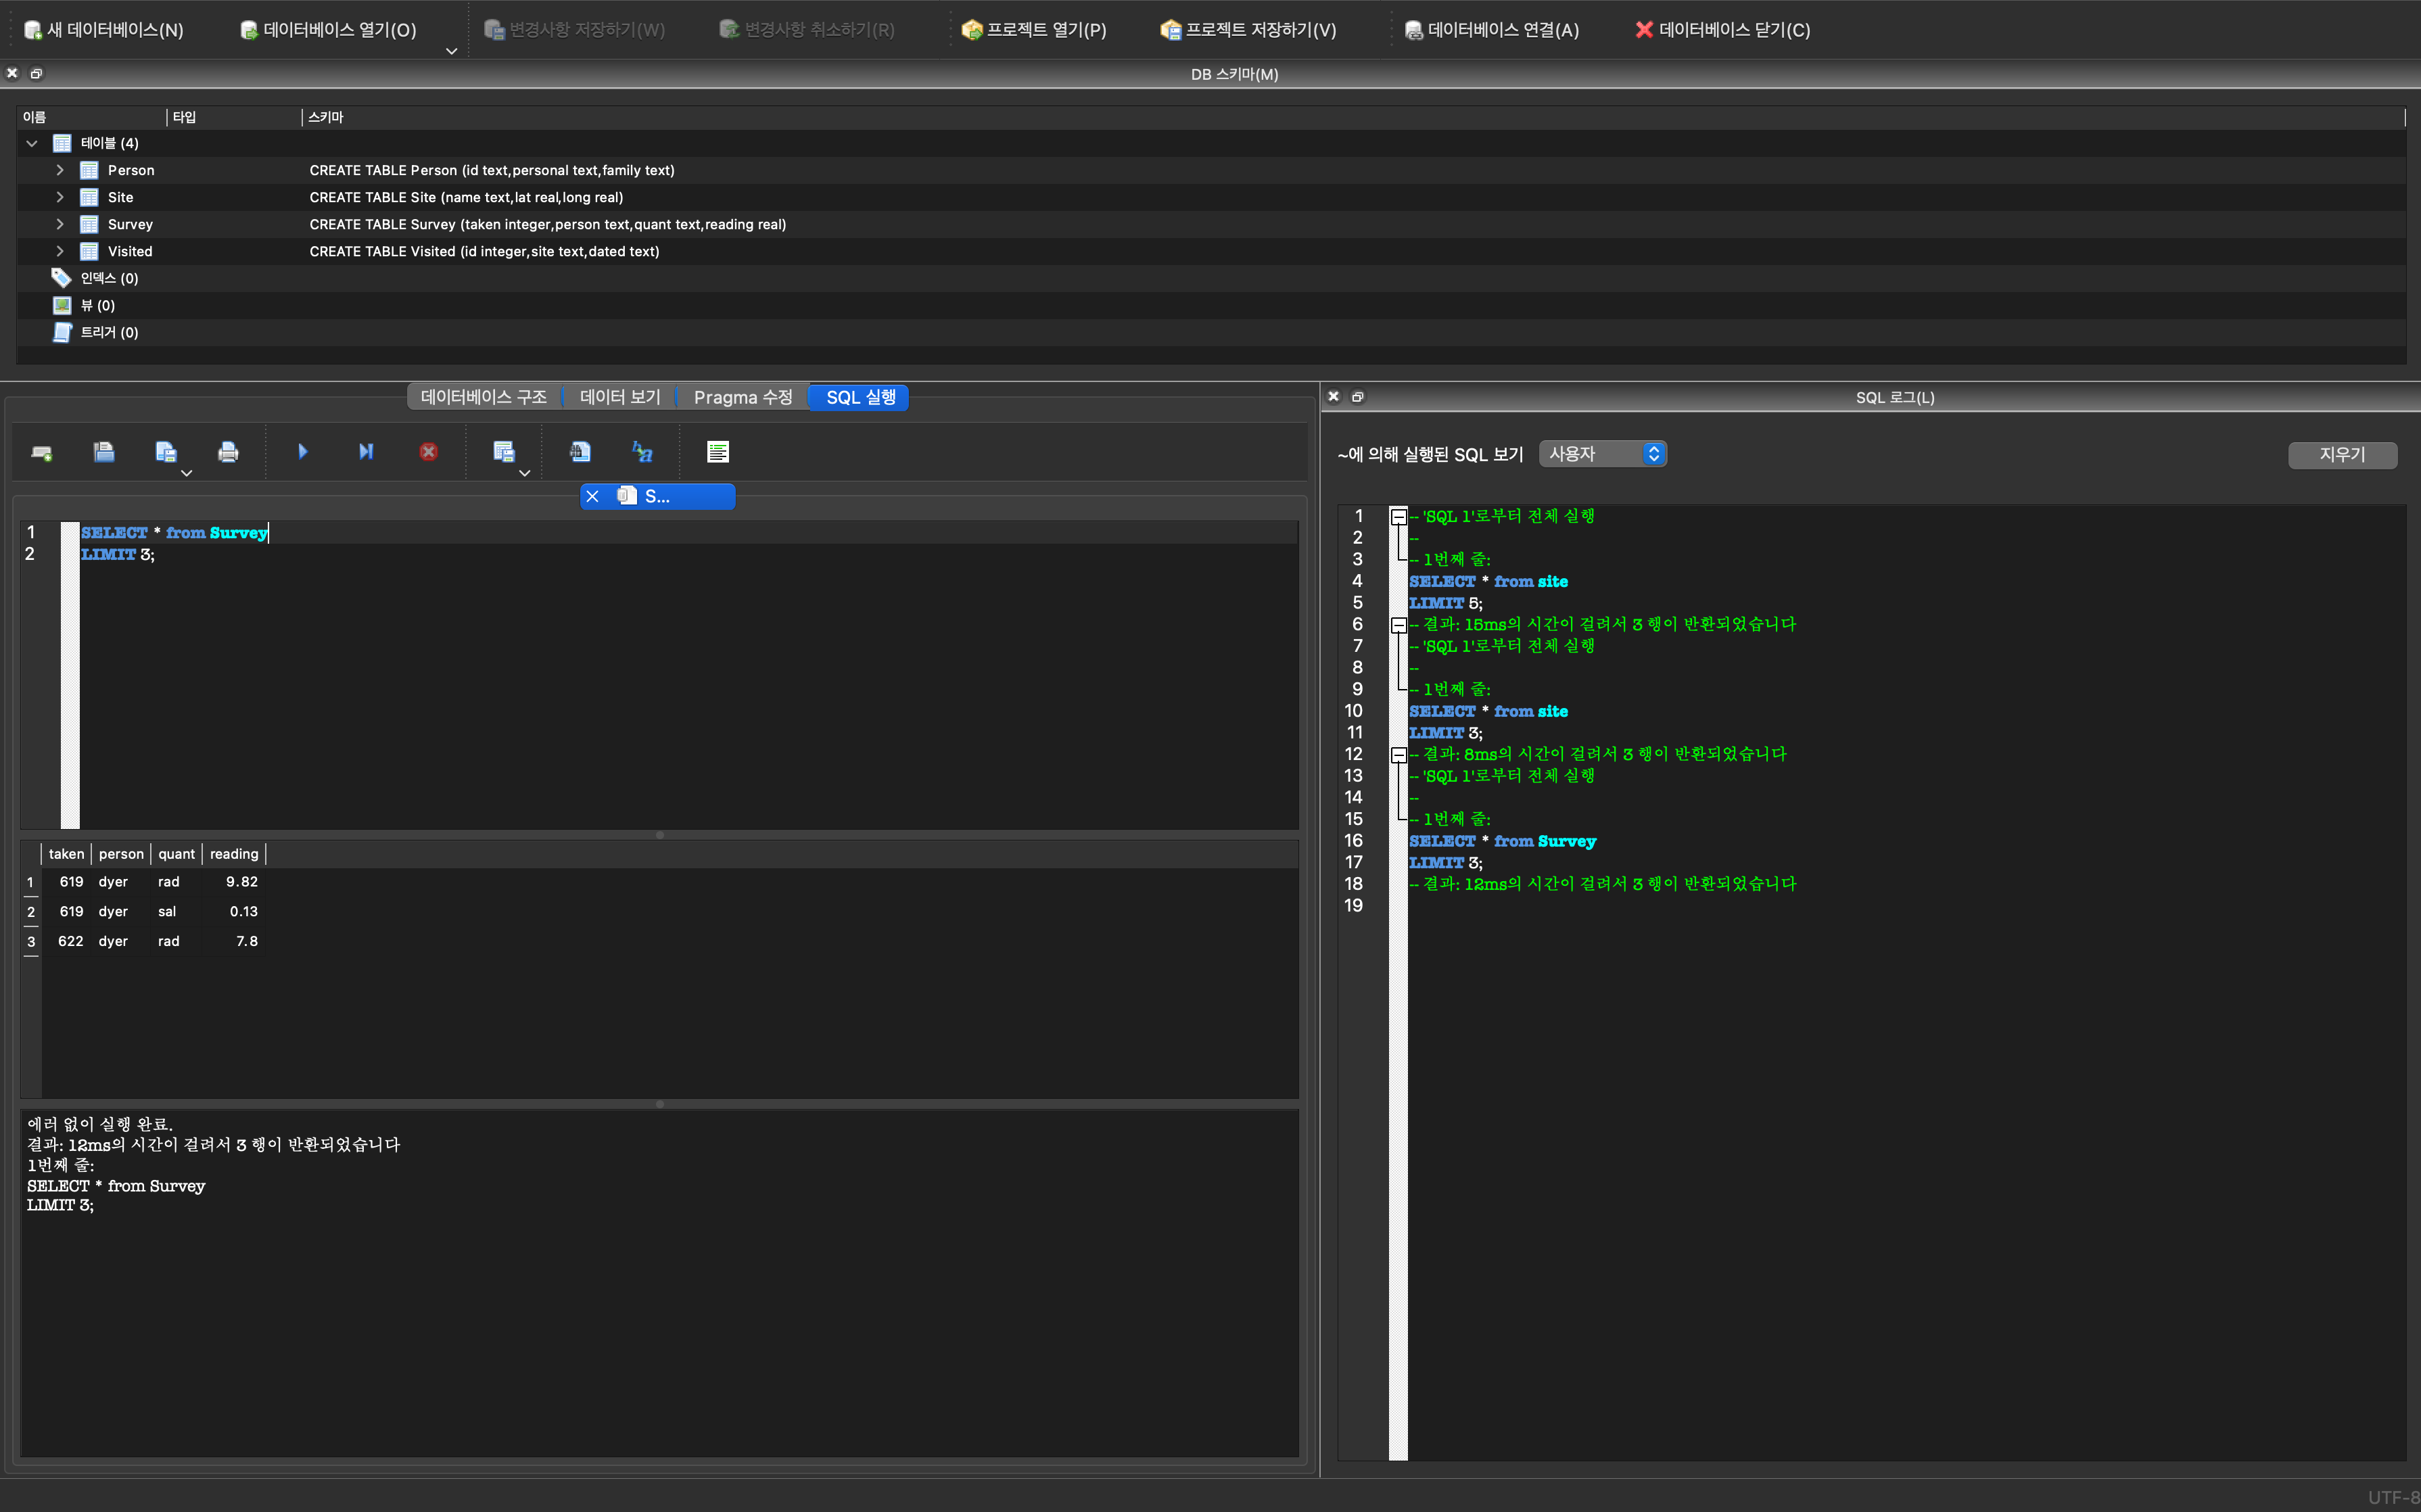 새 데이터베이스(N) 데이터베이스 열기(O) 변경사항 저장하기(W) 변경사항 취소하기(R) 프로젝트 열기(P) 프로젝트 저장하기(V) 데이터베이스 연결(A) 데이터베이스 닫기(C)
DB 스키마(M)
이름 타입 스키마
테이블 (4)
Person CREATE TABLE Person (id text,personal text,family text)
Site CREATE TABLE Site (name text,lat real,long real)
Survey CREATE TABLE Survey (taken integer,person text,quant text,reading real)
Visited CREATE TABLE Visited (id integer,site text,dated text)
인덱스 (0)
뷰 (0)
트리거 (0)
데이터베이스 구조 데이터 보기 Pragma 수정 SQL 실행
S...
1 SELECT * from Survey
2 LIMIT 3;
taken person quant reading
1 619 dyer rad 9.82
2 619 dyer sal 0.13
3 622 dyer rad 7.8
에러 없이 실행 완료.
결과: 12ms의 시간이 걸려서 3 행이 반환되었습니다
1번째 줄:
SELECT * from Survey
LIMIT 3;
SQL 로그(L)
~에 의해 실행된 SQL 보기 사용자 지우기
1 -- 'SQL 1'로부터 전체 실행
2 --
3 -- 1번째 줄:
4 SELECT * from site
5 LIMIT 5;
6 -- 결과: 15ms의 시간이 걸려서 3 행이 반환되었습니다
7 -- 'SQL 1'로부터 전체 실행
8 --
9 -- 1번째 줄:
10 SELECT * from site
11 LIMIT 3;
12 -- 결과: 8ms의 시간이 걸려서 3 행이 반환되었습니다
13 -- 'SQL 1'로부터 전체 실행
14 --
15 -- 1번째 줄:
16 SELECT * from Survey
17 LIMIT 3;
18 -- 결과: 12ms의 시간이 걸려서 3 행이 반환되었습니다
19
UTF-8